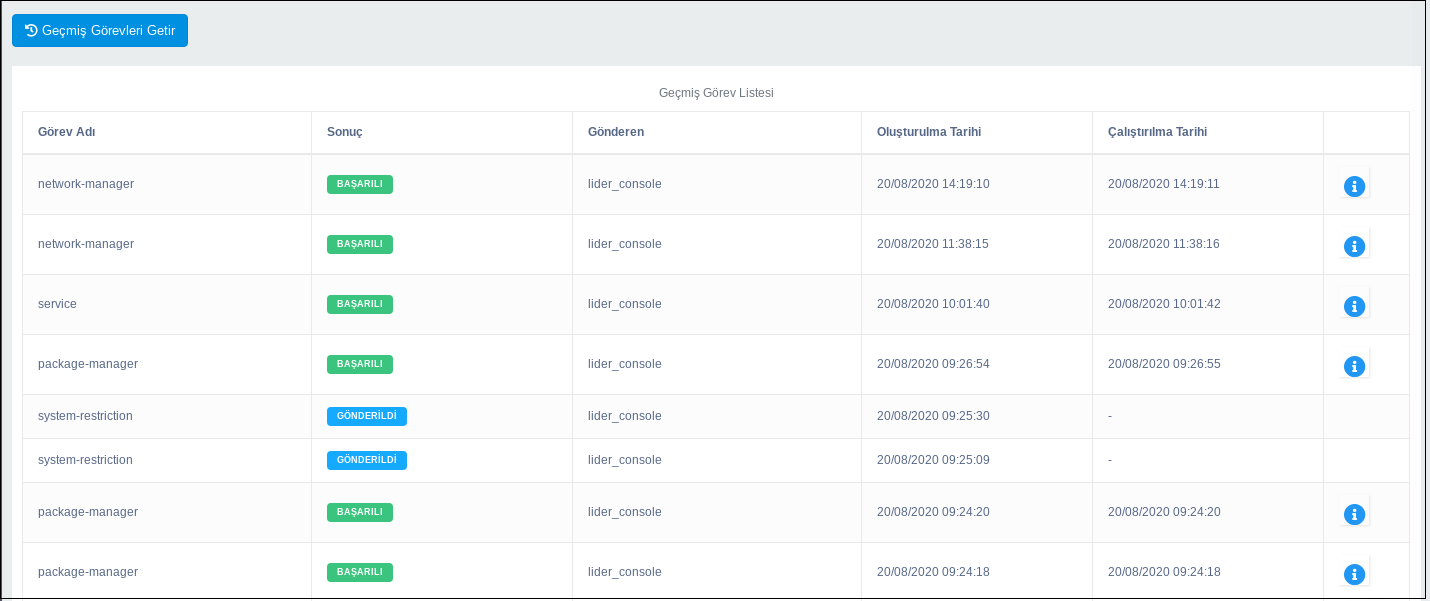 Geçmiş Görevleri Getir
Geçmiş Görev Listesi
Görev Adı Sonuç Gönderen Oluşturulma Tarihi Çalıştırılma Tarihi
network-manager BAŞARILI lider_console 20/08/2020 14:19:10 20/08/2020 14:19:11
network-manager BAŞARILI lider_console 20/08/2020 11:38:15 20/08/2020 11:38:16
service BAŞARILI lider_console 20/08/2020 10:01:40 20/08/2020 10:01:42
package-manager BAŞARILI lider_console 20/08/2020 09:26:54 20/08/2020 09:26:55
system-restriction GÖNDERİLDİ lider_console 20/08/2020 09:25:30 -
system-restriction GÖNDERİLDİ lider_console 20/08/2020 09:25:09 -
package-manager BAŞARILI lider_console 20/08/2020 09:24:20 20/08/2020 09:24:20
package-manager BAŞARILI lider_console 20/08/2020 09:24:18 20/08/2020 09:24:18